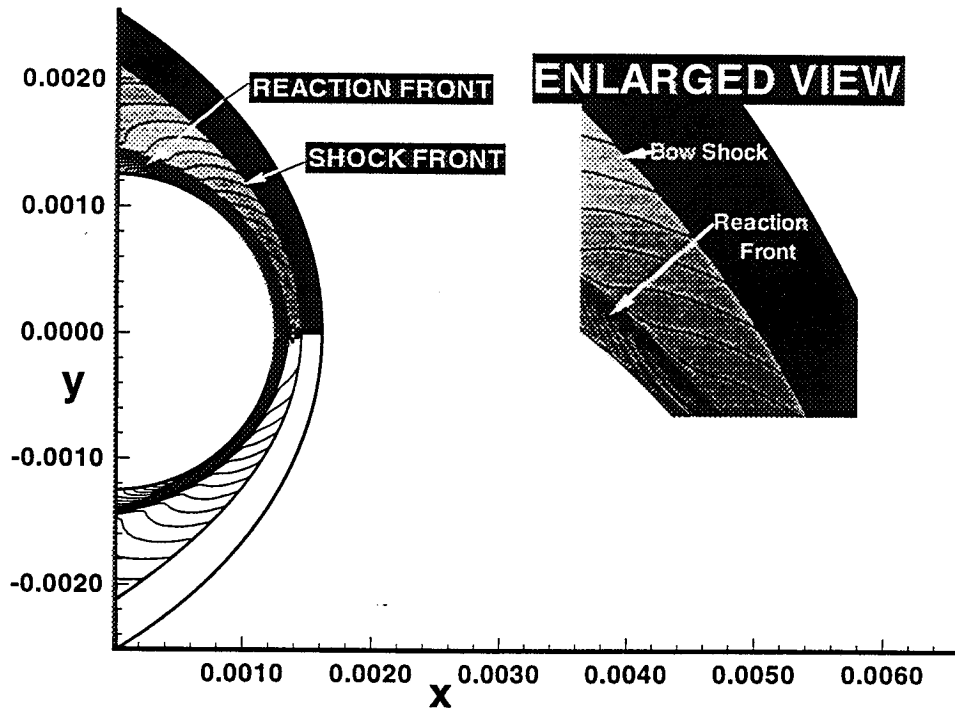 REACTION FRONT
SHOCK FRONT
ENLARGED VIEW
Bow Shock
Reaction
Front
0.0020
0.0010
0.0000
y
-0.0010
-0.0020
0.0010 0.0020 0.0030 0.0040 0.0050 0.0060
x